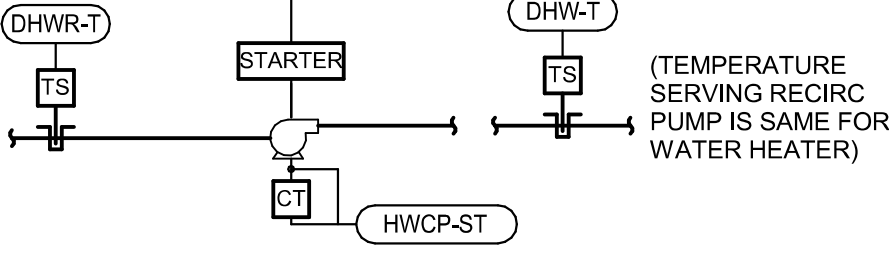 DHWR-T
DHW-T
STARTER
TS
TS
(TEMPERATURE
SERVING RECIRC
PUMP IS SAME FOR
WATER HEATER)
CT
HWCP-ST